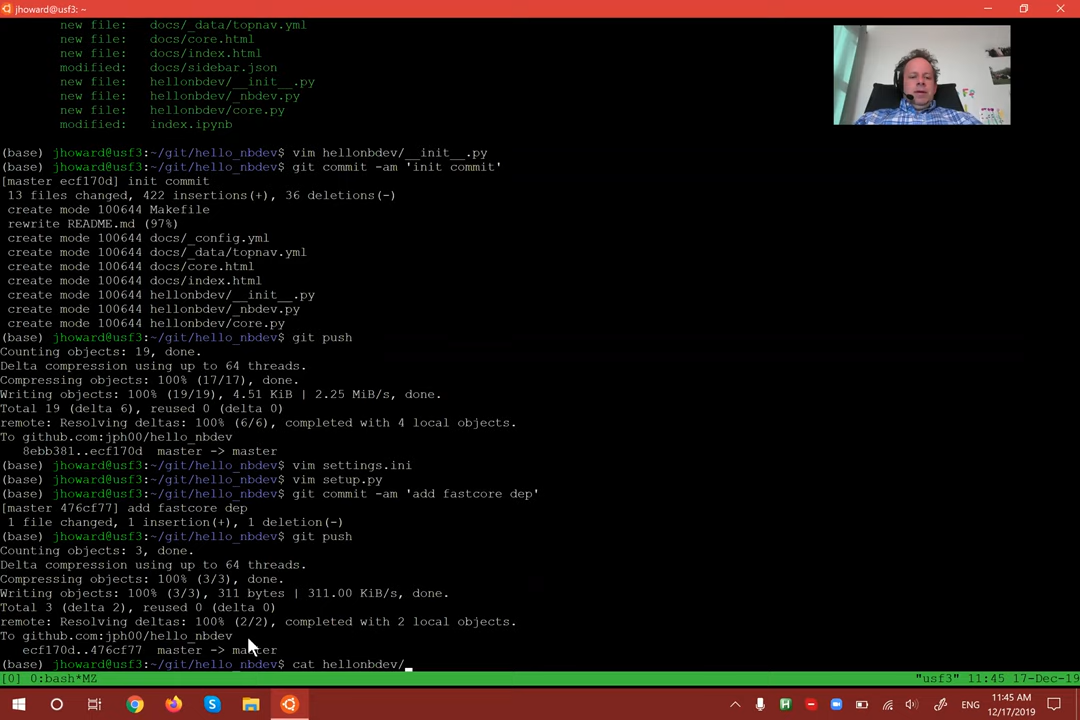 jhoward@usf3: ~
new file: docs/_data/topnav.yml
new file: docs/core.html
new file: docs/index.html
modified: docs/sidebar.json
new file: hellonbdev/__init__.py
new file: hellonbdev/_nbdev.py
new file: hellonbdev/core.py
modified: index.ipynb
(base) jhoward@usf3:~/git/hello_nbdev$ vim hellonbdev/__init__.py
(base) jhoward@usf3:~/git/hello_nbdev$ git commit -am 'init commit'
[master ecf170d] init commit
13 files changed, 422 insertions(+), 36 deletions(-)
create mode 100644 Makefile
rewrite README.md (97%)
create mode 100644 docs/_config.yml
create mode 100644 docs/_data/topnav.yml
create mode 100644 docs/core.html
create mode 100644 docs/index.html
create mode 100644 hellonbdev/__init__.py
create mode 100644 hellonbdev/_nbdev.py
create mode 100644 hellonbdev/core.py
(base) jhoward@usf3:~/git/hello_nbdev$ git push
Counting objects: 19, done.
Delta compression using up to 64 threads.
Compressing objects: 100% (17/17), done.
Writing objects: 100% (19/19), 4.51 KiB | 2.25 MiB/s, done.
Total 19 (delta 6), reused 0 (delta 0)
remote: Resolving deltas: 100% (6/6), completed with 4 local objects.
To github.com:jph00/hello_nbdev
8ebb381..ecf170d master -> master
(base) jhoward@usf3:~/git/hello_nbdev$ vim settings.ini
(base) jhoward@usf3:~/git/hello_nbdev$ vim setup.py
(base) jhoward@usf3:~/git/hello_nbdev$ git commit -am 'add fastcore dep'
[master 476cf77] add fastcore dep
1 file changed, 1 insertion(+), 1 deletion(-)
(base) jhoward@usf3:~/git/hello_nbdev$ git push
Counting objects: 3, done.
Delta compression using up to 64 threads.
Compressing objects: 100% (3/3), done.
Writing objects: 100% (3/3), 311 bytes | 311.00 KiB/s, done.
Total 3 (delta 2), reused 0 (delta 0)
remote: Resolving deltas: 100% (2/2), completed with 2 local objects.
To github.com:jph00/hello_nbdev
ecf170d..476cf77 master -> master
(base) jhoward@usf3:~/git/hello_nbdev$ cat hellonbdev/_
[0] 0:bash*MZ "usf3" 11:45 17-Dec-19
ENG
11:45 AM
12/17/2019